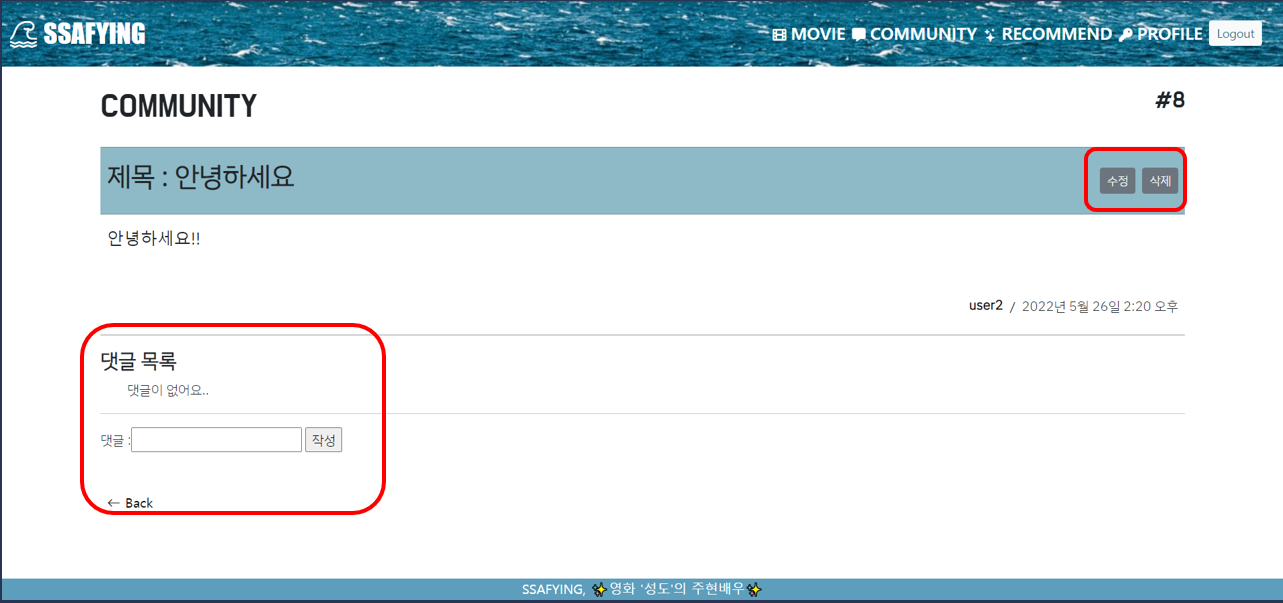 SSAFYING MOVIE COMMUNITY RECOMMEND PROFILE Logout
COMMUNITY #8
제목 : 안녕하세요 수정 삭제
안녕하세요!!
user2 / 2022년 5월 26일 2:20 오후
댓글 목록
댓글이 없어요..
댓글 : 작성
← Back
SSAFYING, ✨영화 '성도'의 주현배우✨